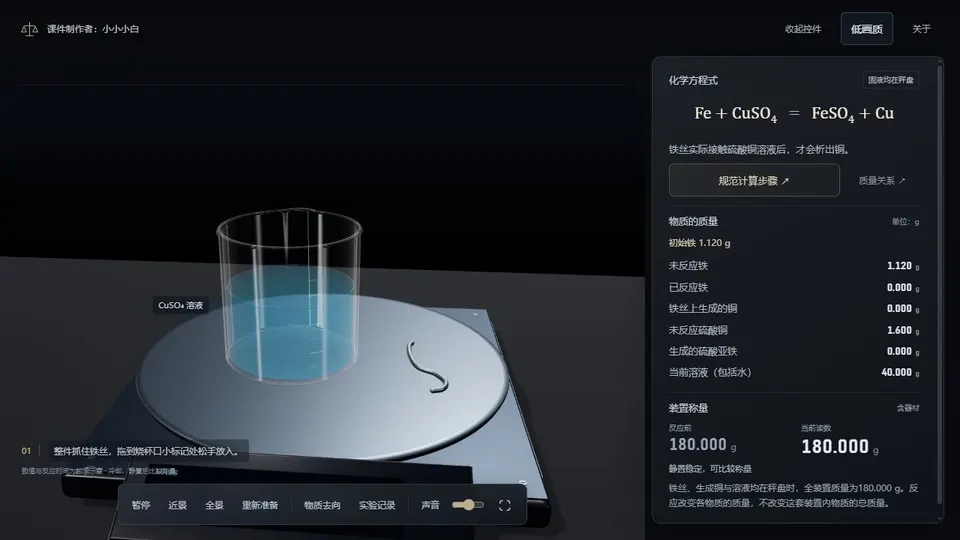 课件制作者：小小小白
收起控件
低画质
关于
化学方程式
固液均在秤盘
Fe + CuSO₄ = FeSO₄ + Cu
铁丝实际接触硫酸铜溶液后，才会析出铜。
规范计算步骤 ↗
质量关系 ↗
物质的质量
单位：g
初始铁 1.120 g
未反应铁 1.120 g
已反应铁 0.000 g
铁丝上生成的铜 0.000 g
未反应硫酸铜 1.600 g
生成的硫酸亚铁 0.000 g
当前溶液（包括水） 40.000 g
装置称量
含器材
反应前
180.000 g
当前读数
180.000 g
静置稳定，可比较称量
铁丝、生成铜与溶液均在秤盘时，全装置质量为180.000 g。反
应改变各物质的质量，不改变这套装置内物质的总质量。
CuSO₄ 溶液
01 整件抓住铁丝，拖到烧杯口小标记处松手放入。
暂停
近景
全景
重新准备
物质去向
实验记录
声音